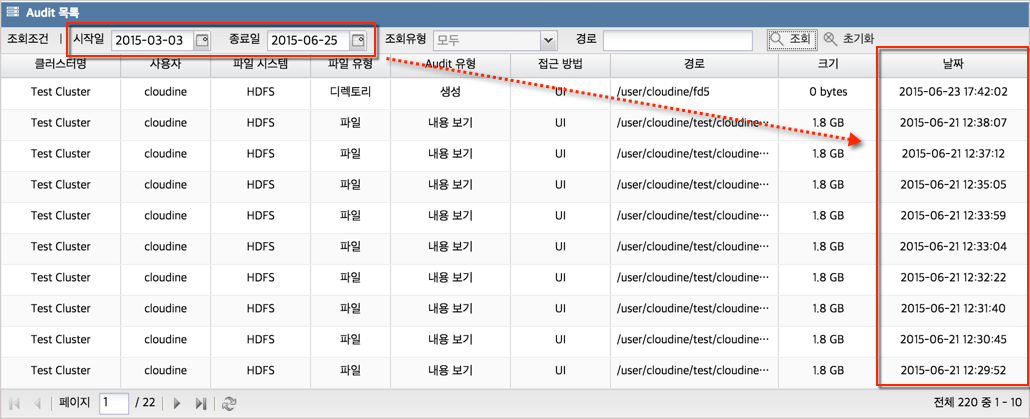 Audit 목록
조회조건 | 시작일 2015-03-03 종료일 2015-06-25 조회유형 모두 경로 조회 초기화
클러스터명 사용자 파일 시스템 파일 유형 Audit 유형 접근 방법 경로 크기 날짜
Test Cluster cloudine HDFS 디렉토리 생성 UI /user/cloudine/fd5 0 bytes 2015-06-23 17:42:02
Test Cluster cloudine HDFS 파일 내용 보기 UI /user/cloudine/test/cloudine··· 1.8 GB 2015-06-21 12:38:07
Test Cluster cloudine HDFS 파일 내용 보기 UI /user/cloudine/test/cloudine··· 1.8 GB 2015-06-21 12:37:12
Test Cluster cloudine HDFS 파일 내용 보기 UI /user/cloudine/test/cloudine··· 1.8 GB 2015-06-21 12:35:05
Test Cluster cloudine HDFS 파일 내용 보기 UI /user/cloudine/test/cloudine··· 1.8 GB 2015-06-21 12:33:59
Test Cluster cloudine HDFS 파일 내용 보기 UI /user/cloudine/test/cloudine··· 1.8 GB 2015-06-21 12:33:04
Test Cluster cloudine HDFS 파일 내용 보기 UI /user/cloudine/test/cloudine··· 1.8 GB 2015-06-21 12:32:22
Test Cluster cloudine HDFS 파일 내용 보기 UI /user/cloudine/test/cloudine··· 1.8 GB 2015-06-21 12:31:40
Test Cluster cloudine HDFS 파일 내용 보기 UI /user/cloudine/test/cloudine··· 1.8 GB 2015-06-21 12:30:45
Test Cluster cloudine HDFS 파일 내용 보기 UI /user/cloudine/test/cloudine··· 1.8 GB 2015-06-21 12:29:52
페이지 1 / 22 전체 220 중 1 - 10